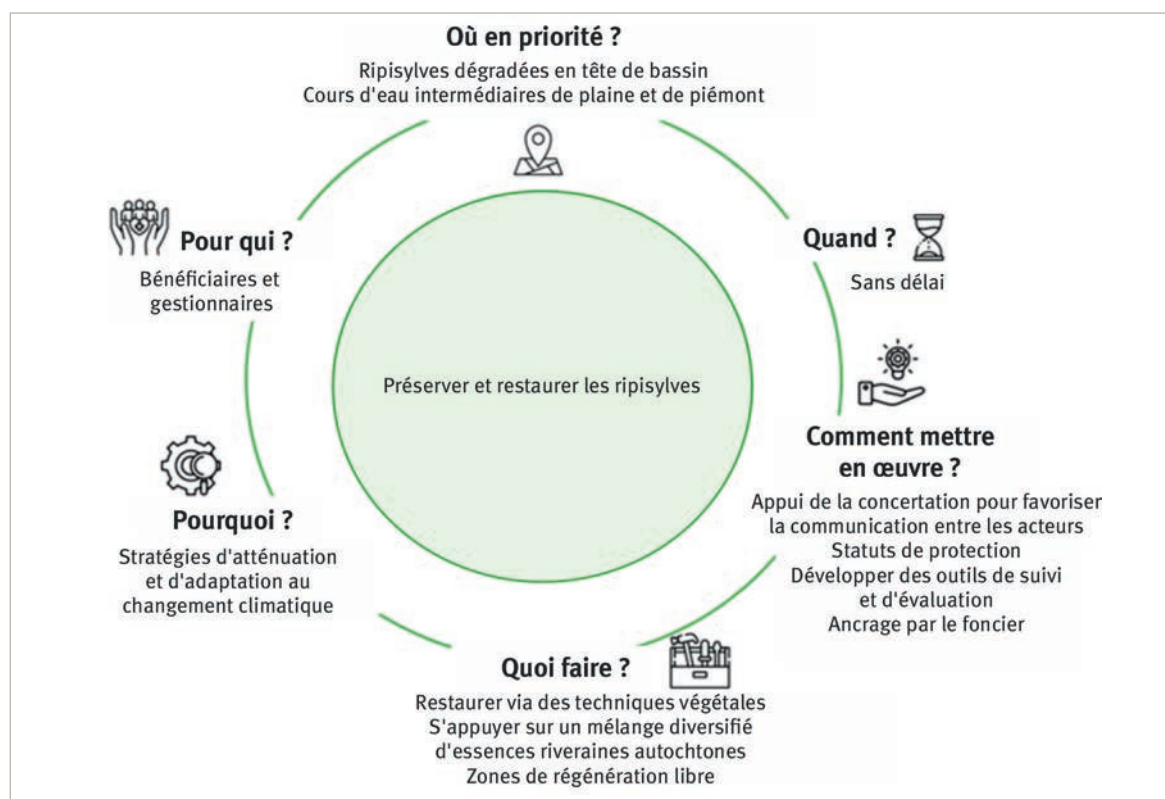 Où en priorité ?
Ripisylves dégradées en tête de bassin
Cours d'eau intermédiaires de plaine et de piémont
Pour qui ?
Bénéficiaires et
gestionnaires
Quand ?
Sans délai
Préserver et restaurer les ripisylves
Comment mettre
en œuvre ?
Appui de la concertation pour favoriser
la communication entre les acteurs
Statuts de protection
Développer des outils de suivi
et d'évaluation
Ancrage par le foncier
Pourquoi ?
Stratégies d'atténuation
et d'adaptation au
changement climatique
Quoi faire ?
Restaurer via des techniques végétales
S'appuyer sur un mélange diversifié
d'essences riveraines autochtones
Zones de régénération libre